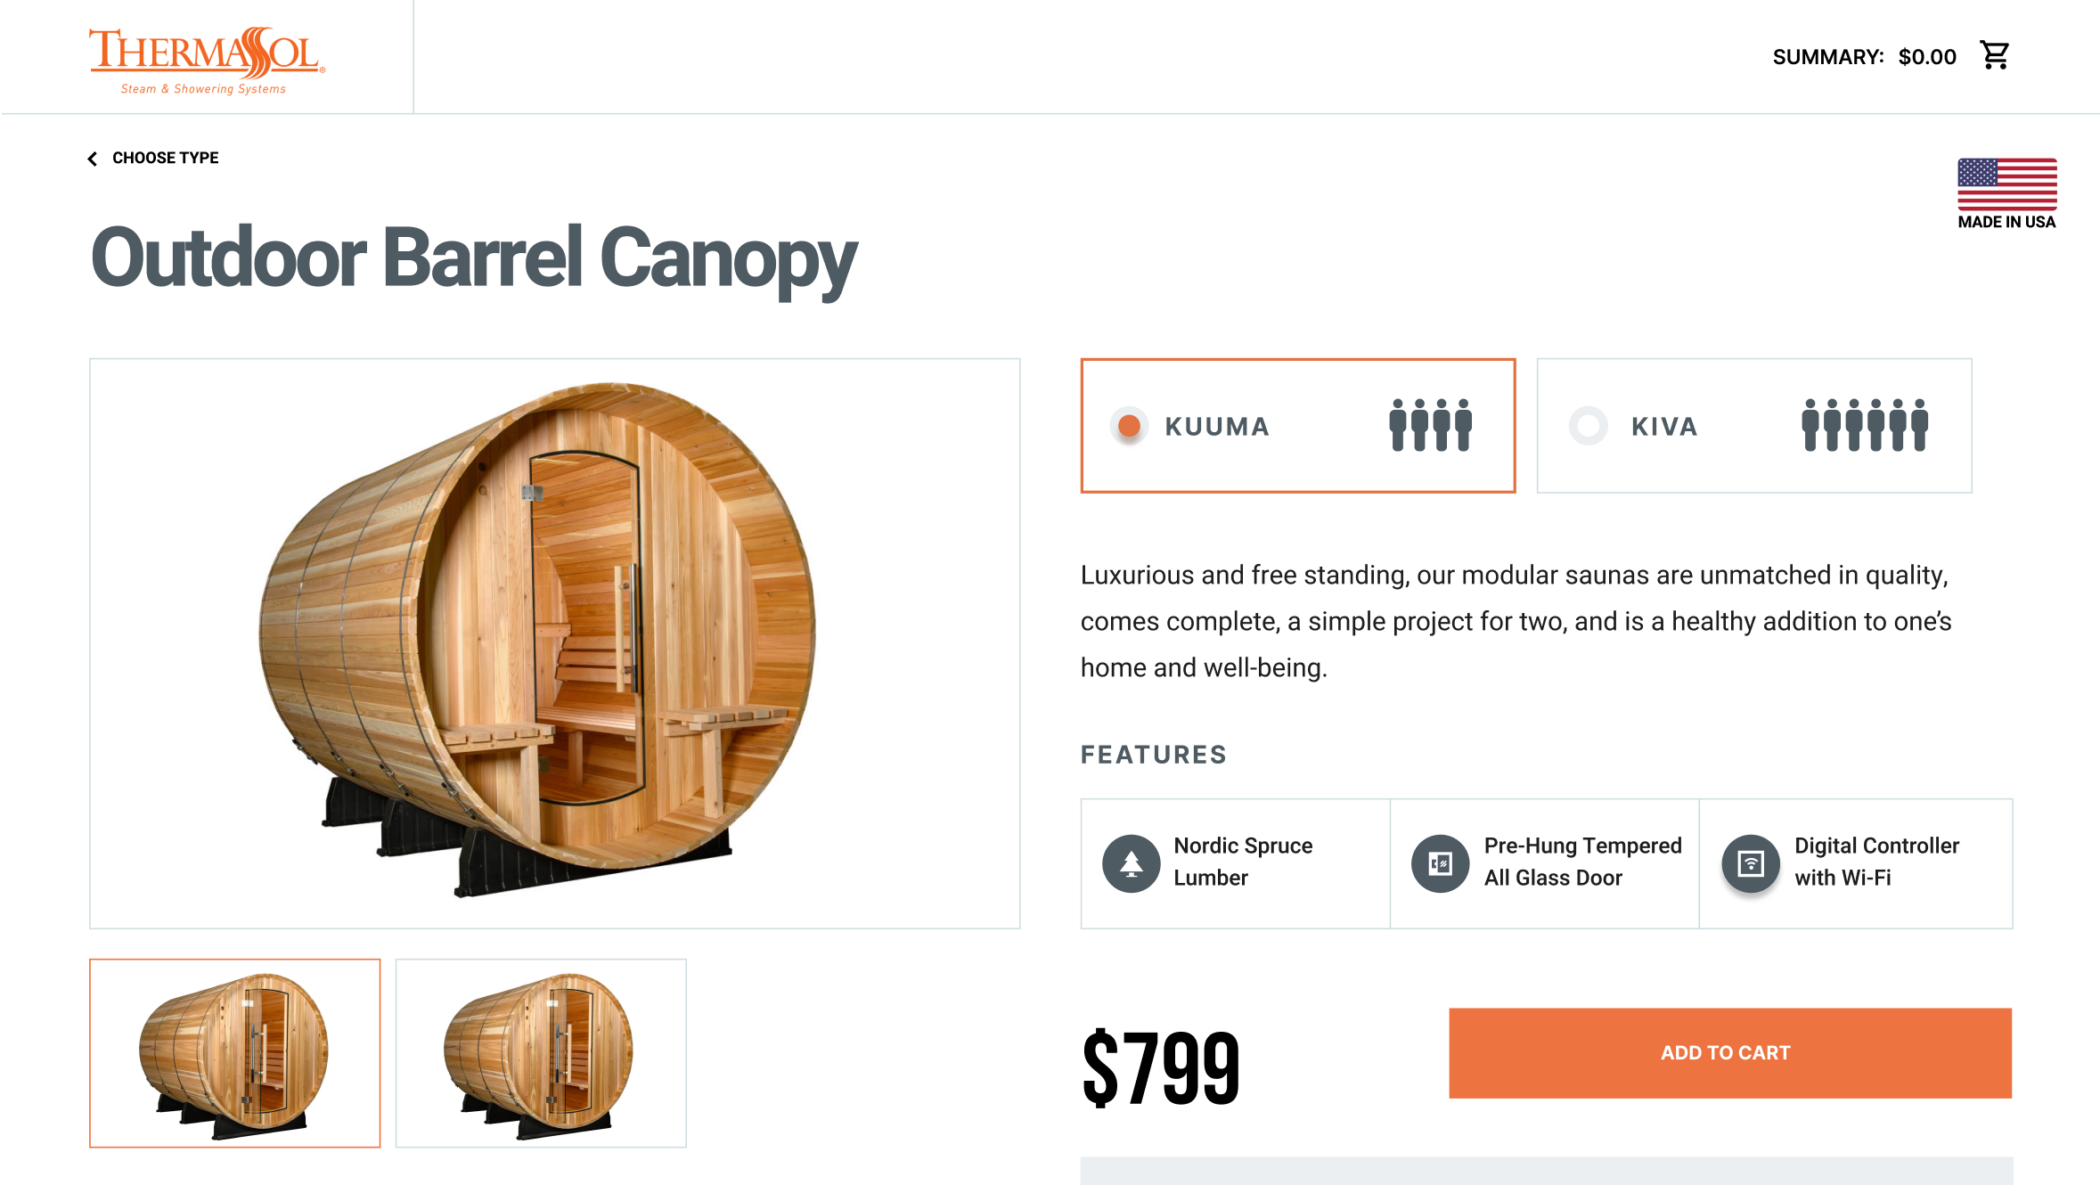 THERMASOL®
Steam & Showering Systems
SUMMARY: $0.00
CHOOSE TYPE
MADE IN USA
Outdoor Barrel Canopy
KUUMA
KIVA
Luxurious and free standing, our modular saunas are unmatched in quality,
comes complete, a simple project for two, and is a healthy addition to one’s
home and well-being.
FEATURES
Nordic Spruce
Lumber
Pre-Hung Tempered
All Glass Door
Digital Controller
with Wi-Fi
$799
ADD TO CART